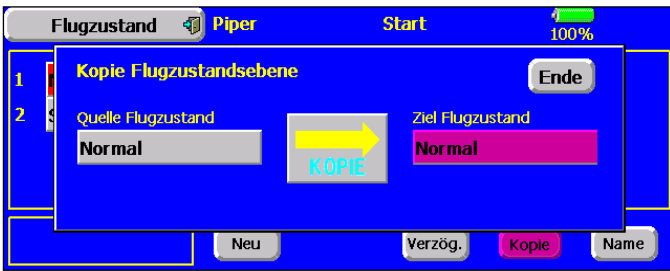 Flugzustand Piper Start 100%
Kopie Flugzustandsebene Ende
1
2
Quelle Flugzustand Ziel Flugzustand
Normal KOPIE Normal
Neu Verzög. Kopie Name